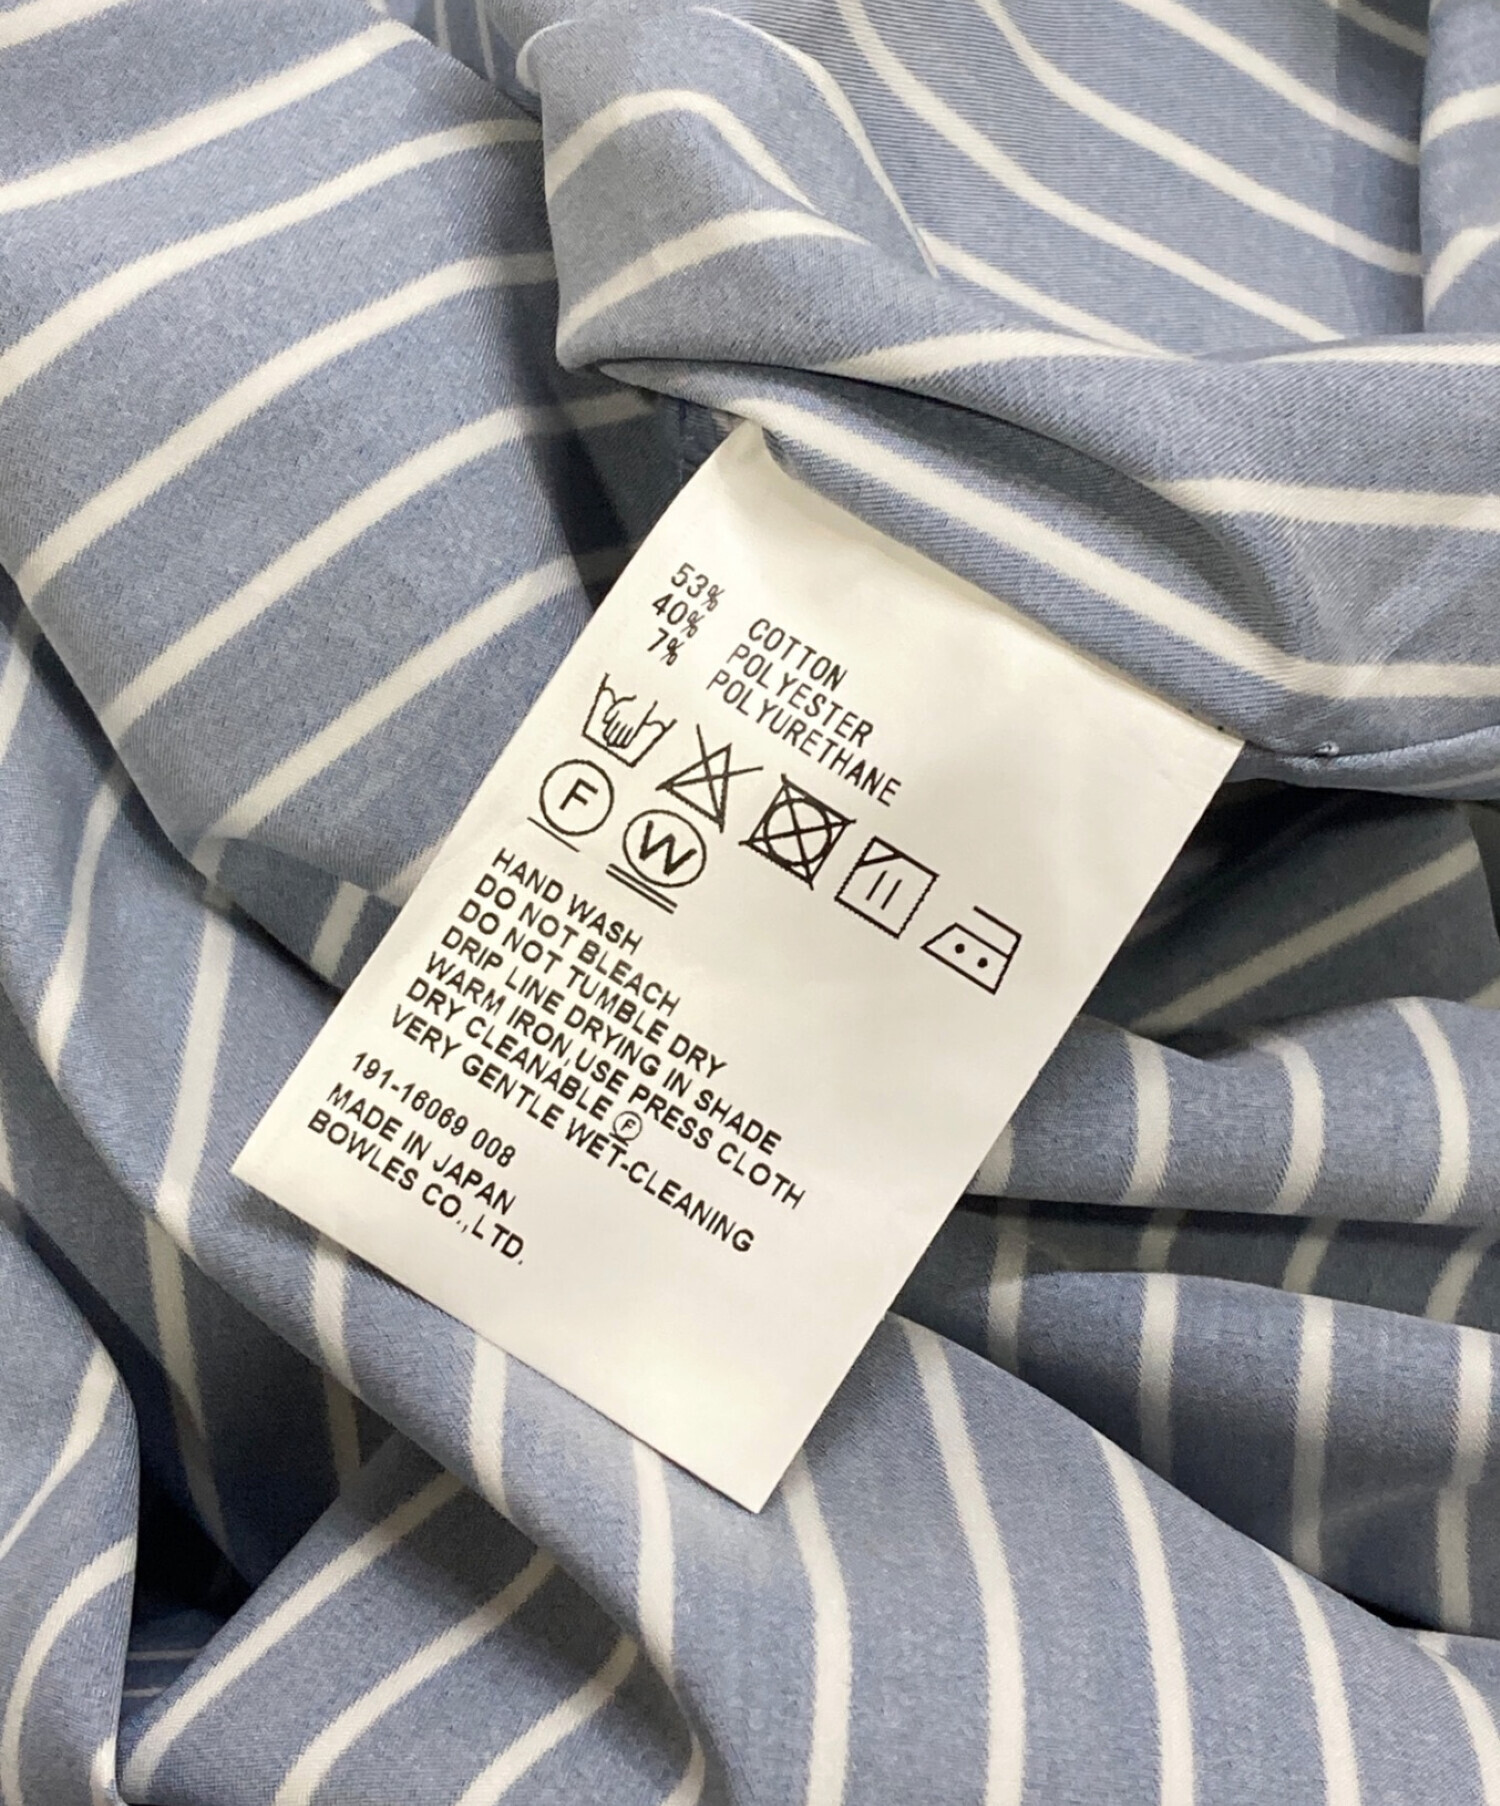 53% COTTON
40% POLYESTER
7% POLYURETHANE
F
W
HAND WASH
DO NOT BLEACH
DO NOT TUMBLE DRY
DRIP LINE DRYING IN SHADE
WARM IRON,USE PRESS CLOTH
DRY CLEANABLE Ⓕ
VERY GENTLE WET-CLEANING
191-16069 008
MADE IN JAPAN
BOWLES CO.,LTD.